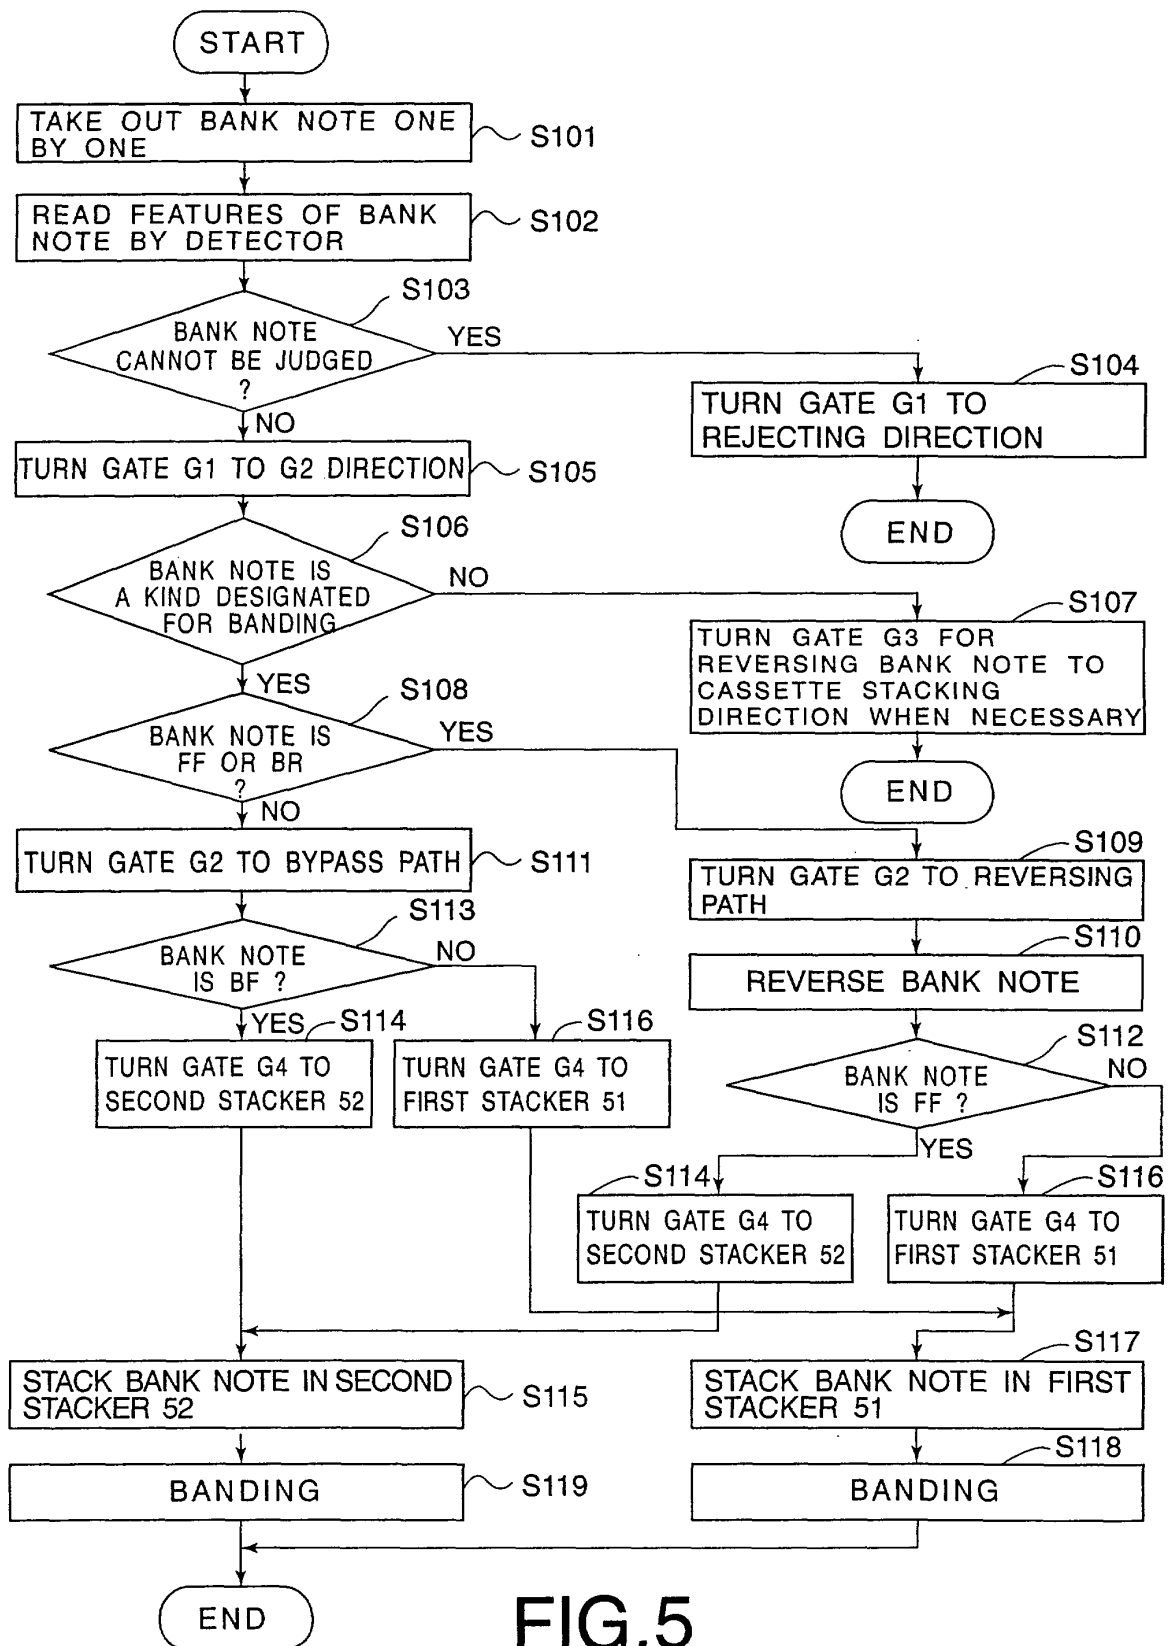 START
TAKE OUT BANK NOTE ONE
BY ONE
S101
READ FEATURES OF BANK
NOTE BY DETECTOR
S102
S103
BANK NOTE
CANNOT BE JUDGED
?
YES
NO
S104
TURN GATE G1 TO
REJECTING DIRECTION
END
TURN GATE G1 TO G2 DIRECTION
S105
S106
BANK NOTE IS
A KIND DESIGNATED
FOR BANDING
NO
YES
S107
TURN GATE G3 FOR
REVERSING BANK NOTE TO
CASSETTE STACKING
DIRECTION WHEN NECESSARY
END
S108
BANK NOTE IS
FF OR BR
?
YES
NO
S109
TURN GATE G2 TO REVERSING
PATH
S110
REVERSE BANK NOTE
TURN GATE G2 TO BYPASS PATH
S111
S113
BANK NOTE
IS BF ?
NO
YES
S114
TURN GATE G4 TO
SECOND STACKER 52
S116
TURN GATE G4 TO
FIRST STACKER 51
S112
BANK NOTE
IS FF ?
NO
YES
S114
TURN GATE G4 TO
SECOND STACKER 52
S116
TURN GATE G4 TO
FIRST STACKER 51
STACK BANK NOTE IN SECOND
STACKER 52
S115
S117
STACK BANK NOTE IN FIRST
STACKER 51
BANDING
S119
S118
BANDING
END
FIG.5